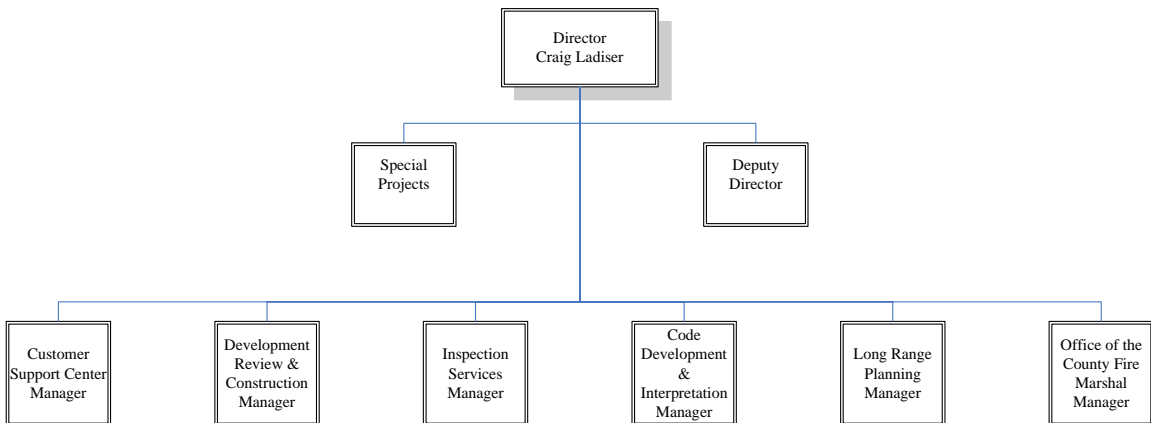 Director
Craig Ladiser
Special
Projects
Deputy
Director
Customer
Support Center
Manager
Development
Review &
Construction
Manager
Inspection
Services
Manager
Code
Development
&
Interpretation
Manager
Long Range
Planning
Manager
Office of the
County Fire
Marshal Manager